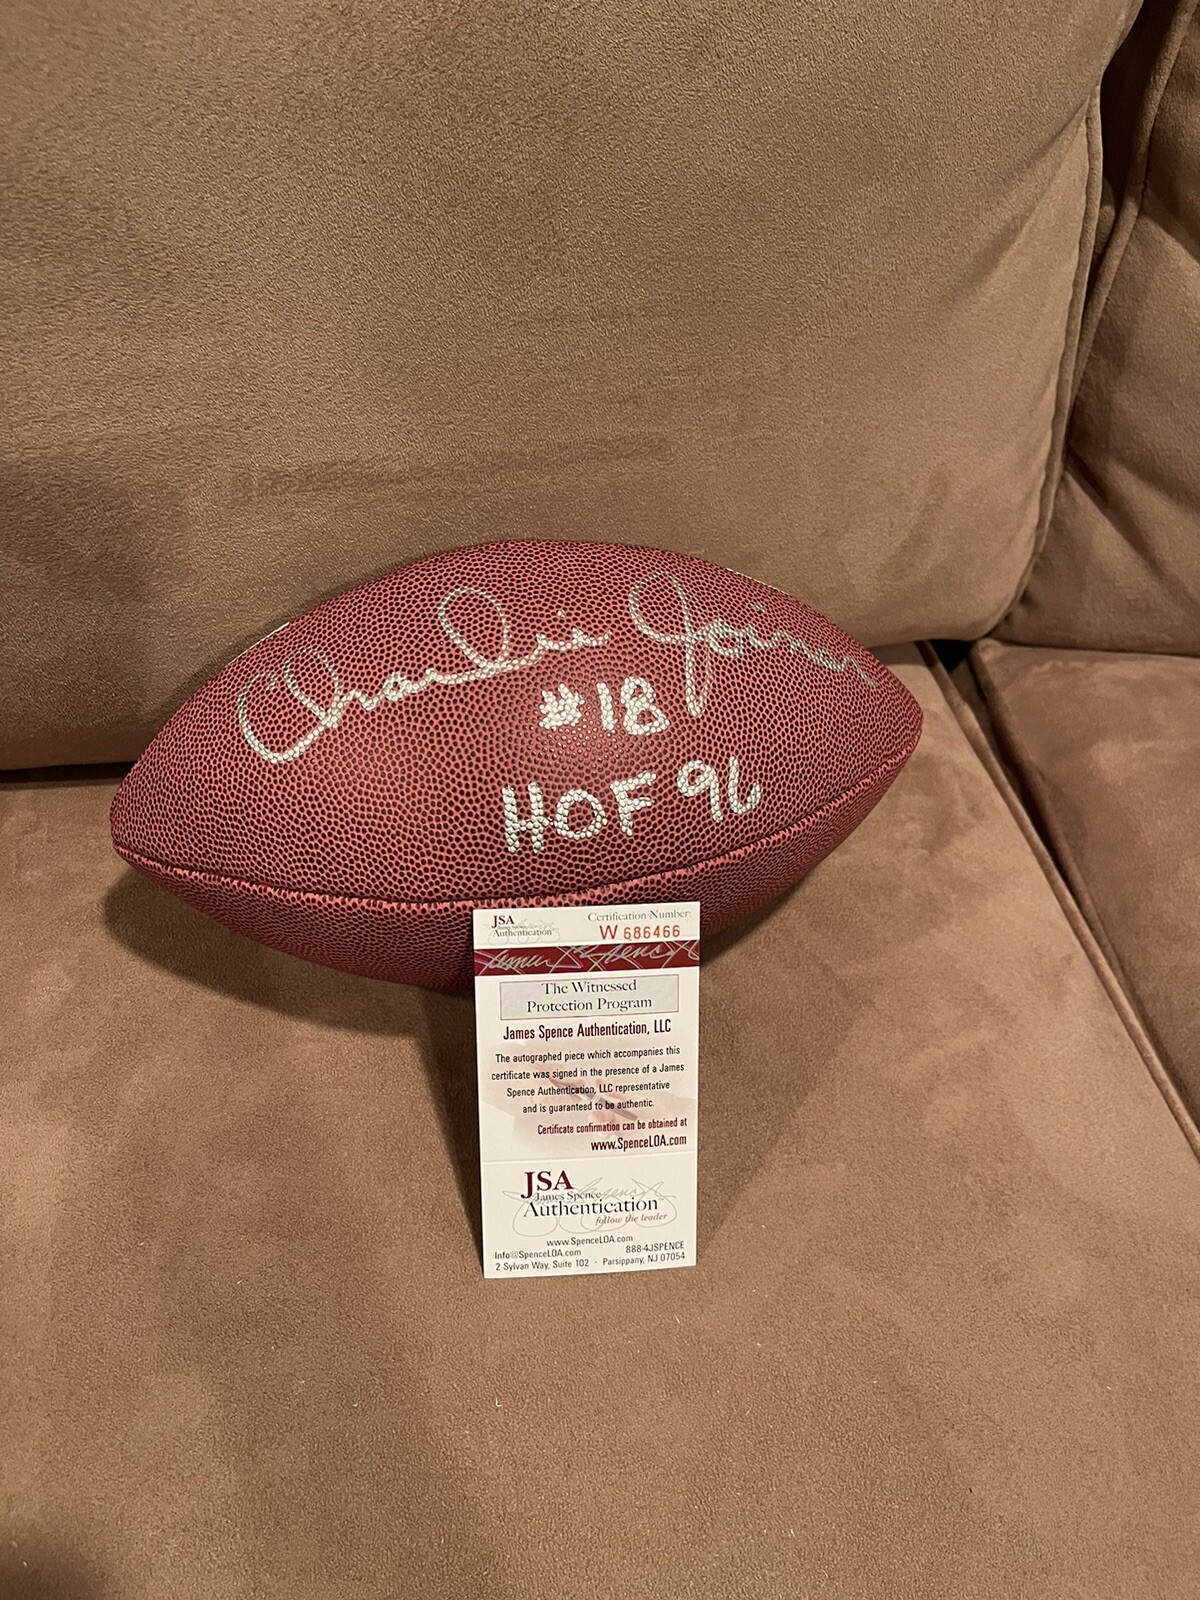 Charlie Joiner
#18
HOF 96
JSA
Authentication
Certification Number:
W 686466
The Witnessed
Protection Program
James Spence Authentication, LLC
The autographed piece which accompanies this
certificate was signed in the presence of a James
Spence Authentication, LLC representative
and is guaranteed to be authentic.
Certificate confirmation can be obtained at
www.SpenceLOA.com
JSA
James Spence
Authentication™
follow the leader
www.SpenceLOA.com
Info@SpenceLOA.com 888-4JSPENCE
2 Sylvan Way, Suite 102 - Parsippany, NJ 07054